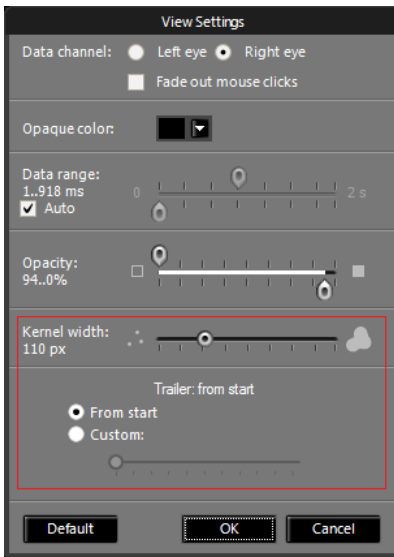 View Settings
Data channel: Left eye Right eye
Fade out mouse clicks
Opaque color:
Data range:
1..918 ms
0 2 s
Auto
Opacity:
94..0%
Kernel width:
110 px
Trailer: from start
From start
Custom:
Default OK Cancel